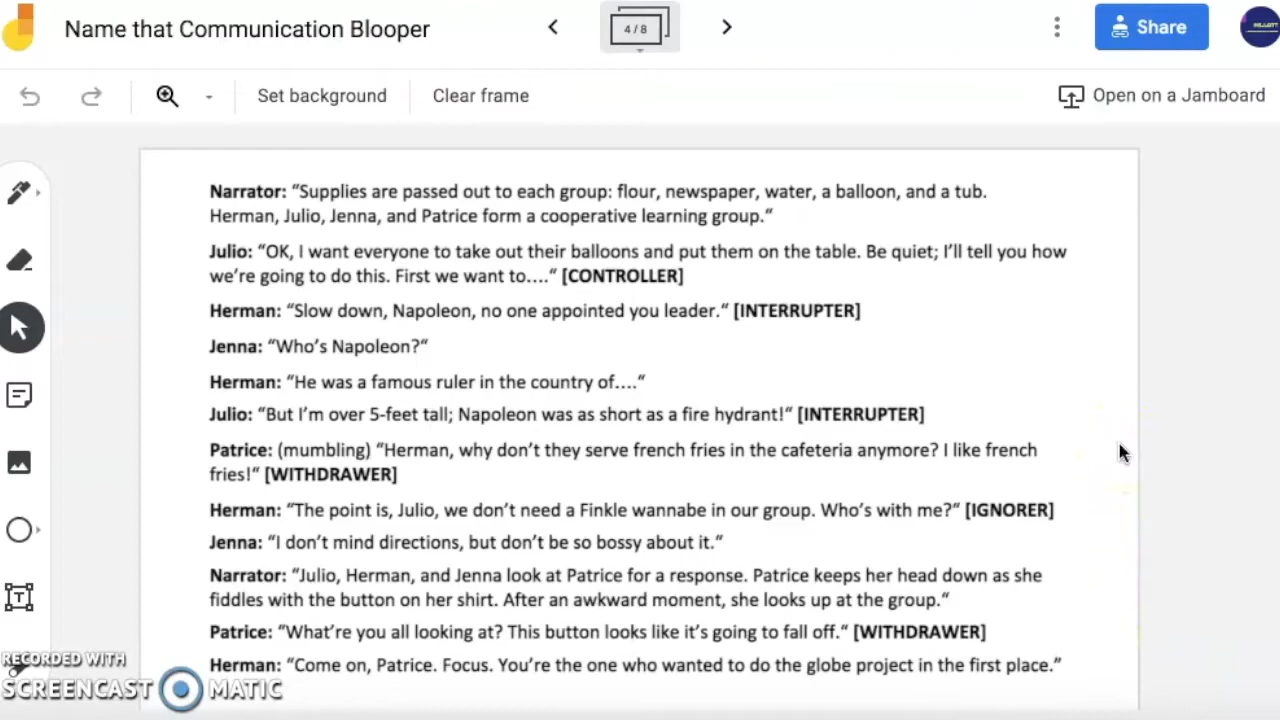 Name that Communication Blooper
4 / 8
Share
Set background
Clear frame
Open on a Jamboard
Narrator: “Supplies are passed out to each group: flour, newspaper, water, a balloon, and a tub.
Herman, Julio, Jenna, and Patrice form a cooperative learning group.“
Julio: “OK, I want everyone to take out their balloons and put them on the table. Be quiet; I’ll tell you how
we’re going to do this. First we want to....“ [CONTROLLER]
Herman: “Slow down, Napoleon, no one appointed you leader.“ [INTERRUPTER]
Jenna: “Who’s Napoleon?“
Herman: “He was a famous ruler in the country of....“
Julio: “But I’m over 5-feet tall; Napoleon was as short as a fire hydrant!“ [INTERRUPTER]
Patrice: (mumbling) “Herman, why don’t they serve french fries in the cafeteria anymore? I like french
fries!“ [WITHDRAWER]
Herman: “The point is, Julio, we don’t need a Finkle wannabe in our group. Who’s with me?“ [IGNORER]
Jenna: “I don’t mind directions, but don’t be so bossy about it.“
Narrator: “Julio, Herman, and Jenna look at Patrice for a response. Patrice keeps her head down as she
fiddles with the button on her shirt. After an awkward moment, she looks up at the group.“
Patrice: “What’re you all looking at? This button looks like it’s going to fall off.“ [WITHDRAWER]
Herman: “Come on, Patrice. Focus. You’re the one who wanted to do the globe project in the first place.”
RECORDED WITH
SCREENCAST MATIC